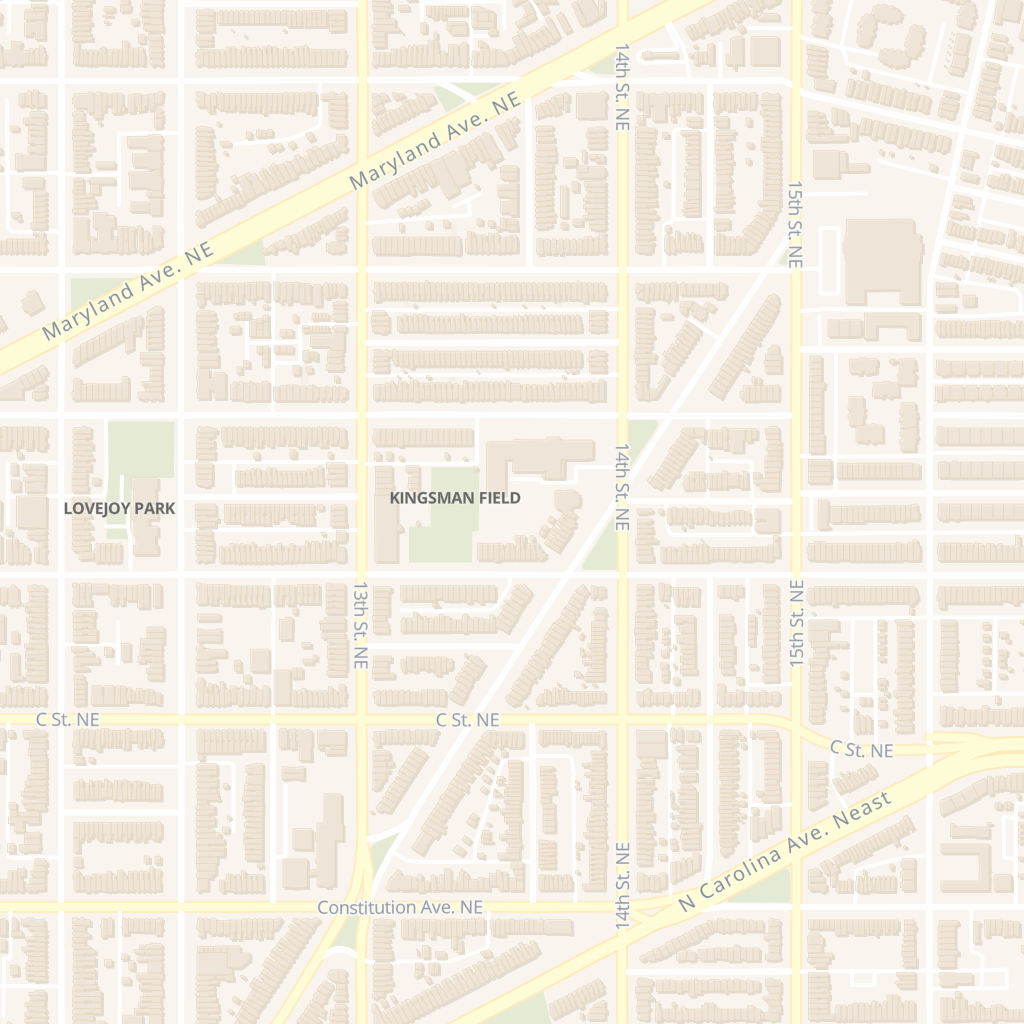 14th St. NE
Maryland Ave. NE
15th St. NE
Maryland Ave. NE
14th St. NE
KINGSMAN FIELD
LOVEJOY PARK
13th St. NE
15th St. NE
C St. NE
C St. NE
C St. NE
N Carolina Ave. Neast
14th St. NE
Constitution Ave. NE